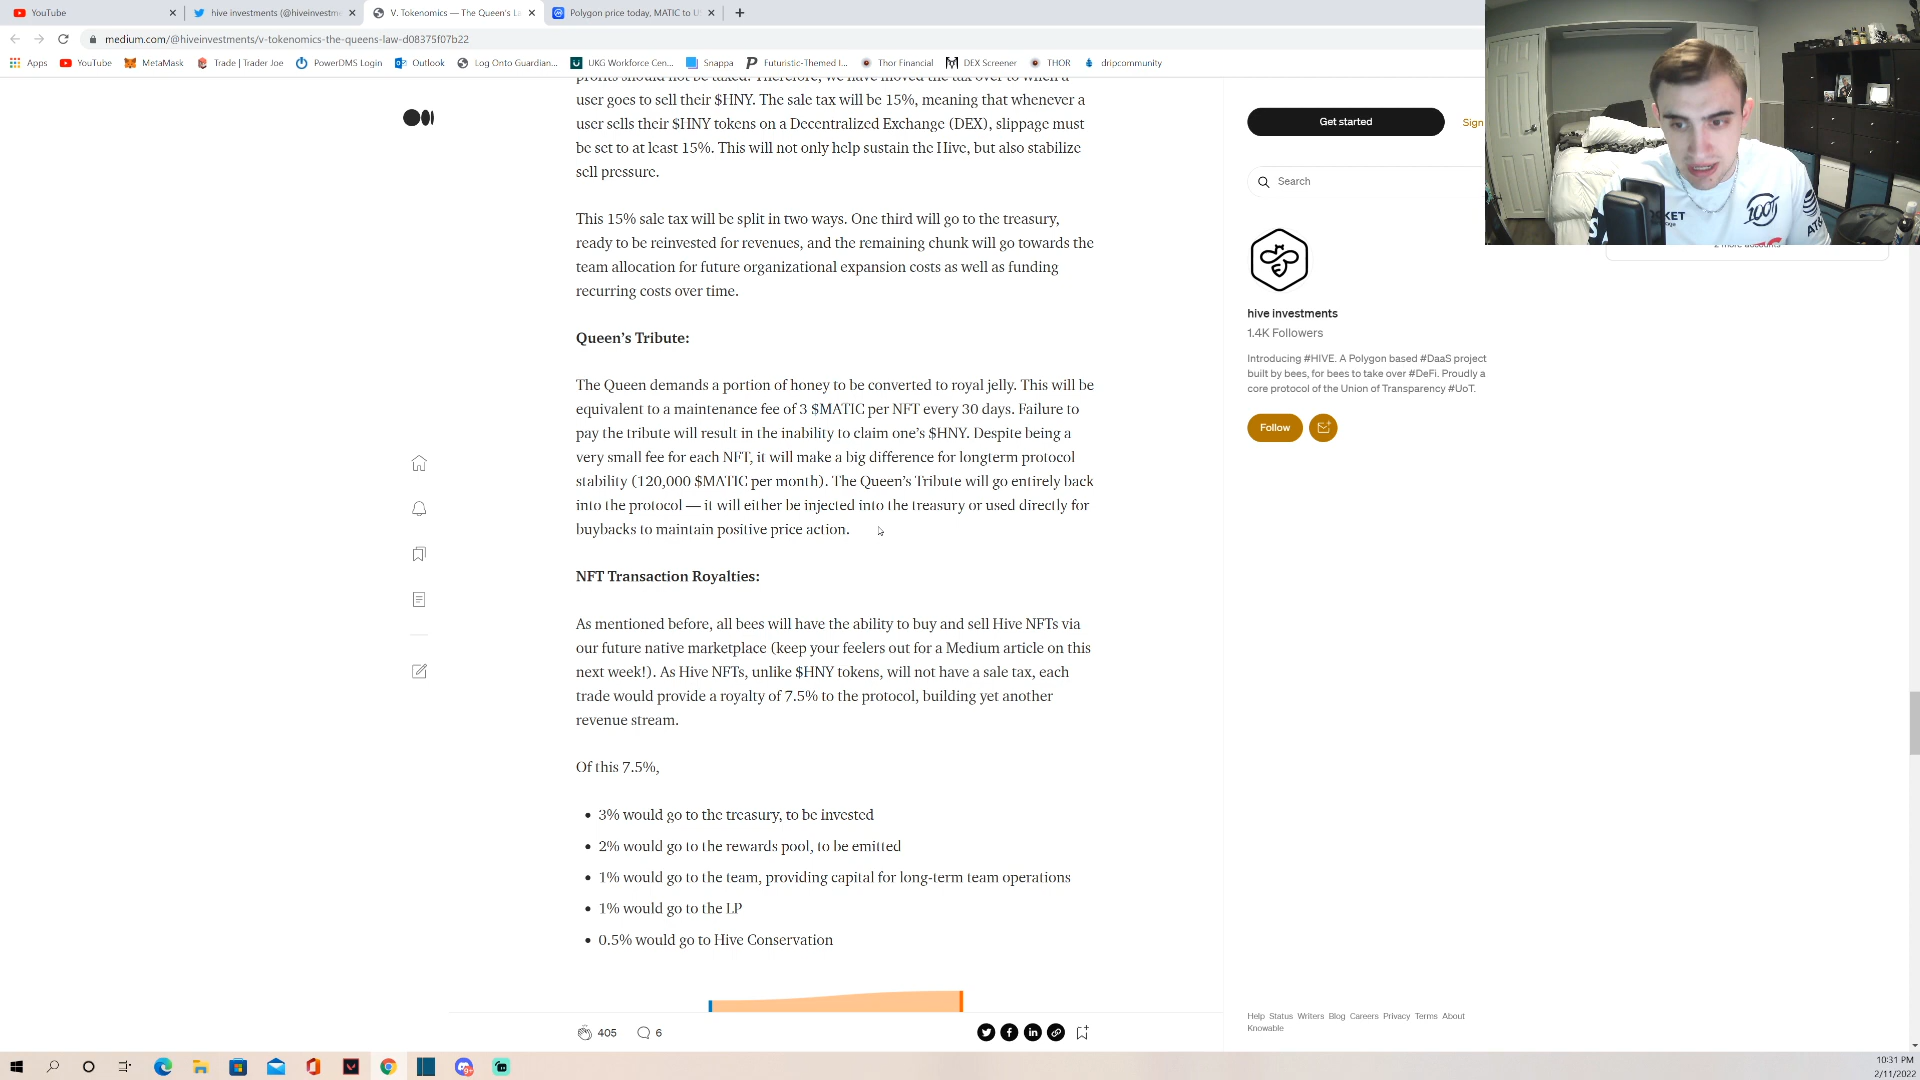 YouTube
hive investments (@hiveinvestm
V. Tokenomics — The Queen's La
Polygon price today, MATIC to U
medium.com/@hiveinvestments/v-tokenomics-the-queens-law-d08375f07b22
Apps
YouTube
MetaMask
Trade | Trader Joe
PowerDMS Login
Outlook
Log Onto Guardian...
UKG Workforce Cen...
Snappa
Futuristic-Themed I...
Thor Financial
DEX Screener
THOR
dripcommunity
profits should not be taxed. Therefore, we have moved the tax over to when a
user goes to sell their $HNY. The sale tax will be 15%, meaning that whenever a
user sells their $HNY tokens on a Decentralized Exchange (DEX), slippage must
be set to at least 15%. This will not only help sustain the Hive, but also stabilize
sell pressure.
This 15% sale tax will be split in two ways. One third will go to the treasury,
ready to be reinvested for revenues, and the remaining chunk will go towards the
team allocation for future organizational expansion costs as well as funding
recurring costs over time.
Queen's Tribute:
The Queen demands a portion of honey to be converted to royal jelly. This will be
equivalent to a maintenance fee of 3 $MATIC per NFT every 30 days. Failure to
pay the tribute will result in the inability to claim one's $HNY. Despite being a
very small fee for each NFT, it will make a big difference for longterm protocol
stability (120,000 $MATIC per month). The Queen's Tribute will go entirely back
into the protocol — it will either be injected into the treasury or used directly for
buybacks to maintain positive price action.
NFT Transaction Royalties:
As mentioned before, all bees will have the ability to buy and sell Hive NFTs via
our future native marketplace (keep your feelers out for a Medium article on this
next week!). As Hive NFTs, unlike $HNY tokens, will not have a sale tax, each
trade would provide a royalty of 7.5% to the protocol, building yet another
revenue stream.
Of this 7.5%,
• 3% would go to the treasury, to be invested
• 2% would go to the rewards pool, to be emitted
• 1% would go to the team, providing capital for long-term team operations
• 1% would go to the LP
• 0.5% would go to Hive Conservation
405
6
Get started
Sign
Search
hive investments
1.4K Followers
Introducing #HIVE. A Polygon based #DaaS project
built by bees, for bees to take over #DeFi. Proudly a
core protocol of the Union of Transparency #UoT.
Follow
Help Status Writers Blog Careers Privacy Terms About
Knowable
100
AT&T
10:31 PM
2/11/2022